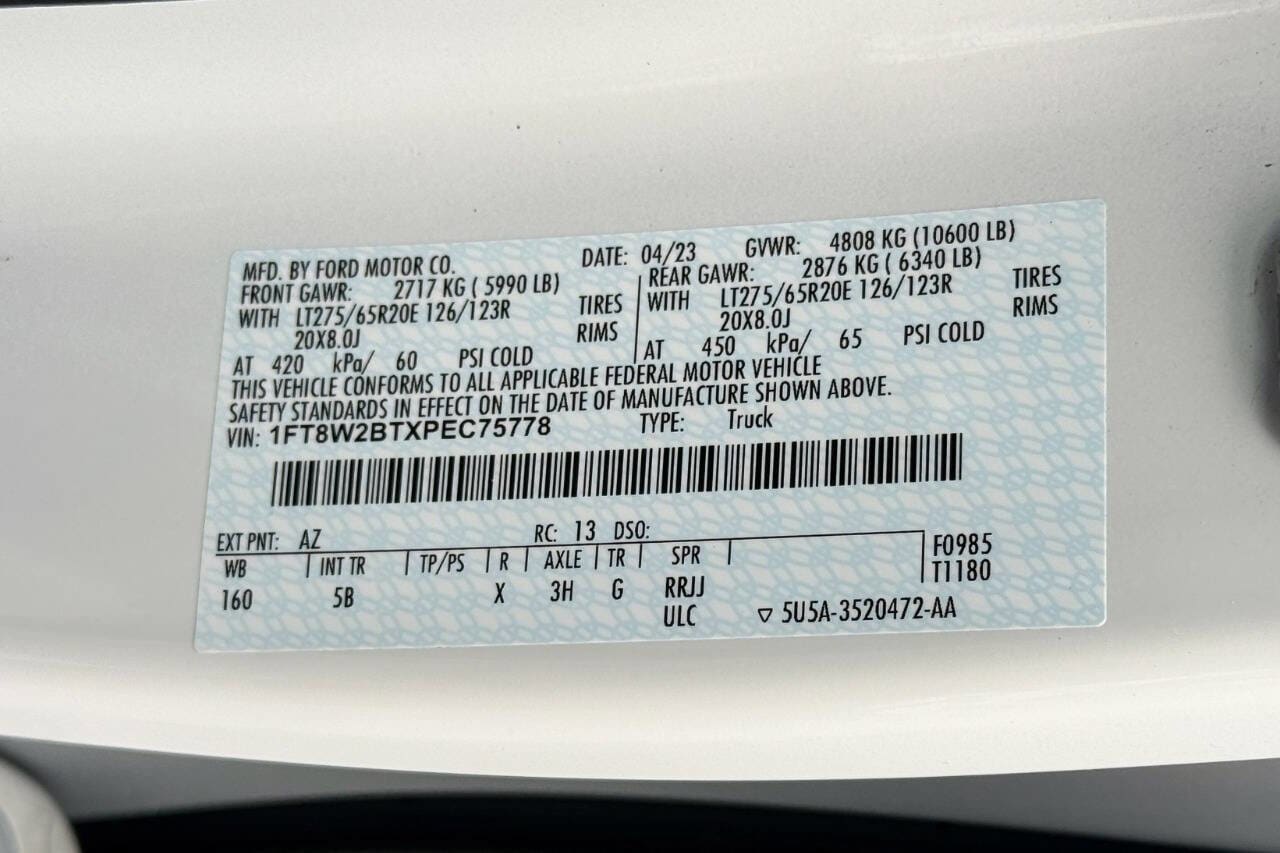 MFD. BY FORD MOTOR CO. DATE: 04/23 GVWR: 4808 KG (10600 LB)
FRONT GAWR: 2717 KG ( 5990 LB) REAR GAWR: 2876 KG ( 6340 LB)
WITH LT275/65R20E 126/123R TIRES WITH LT275/65R20E 126/123R TIRES
20X8.0J RIMS 20X8.0J RIMS
AT 420 kPa/ 60 PSI COLD AT 450 kPa/ 65 PSI COLD
THIS VEHICLE CONFORMS TO ALL APPLICABLE FEDERAL MOTOR VEHICLE
SAFETY STANDARDS IN EFFECT ON THE DATE OF MANUFACTURE SHOWN ABOVE.
VIN: 1FT8W2BTXPEC75778 TYPE: Truck
EXT PNT: AZ RC: 13 DSO:
WB INT TR TP/PS R AXLE TR SPR F0985
160 5B X 3H G RRJJ T1180
ULC ▽ 5U5A-3520472-AA